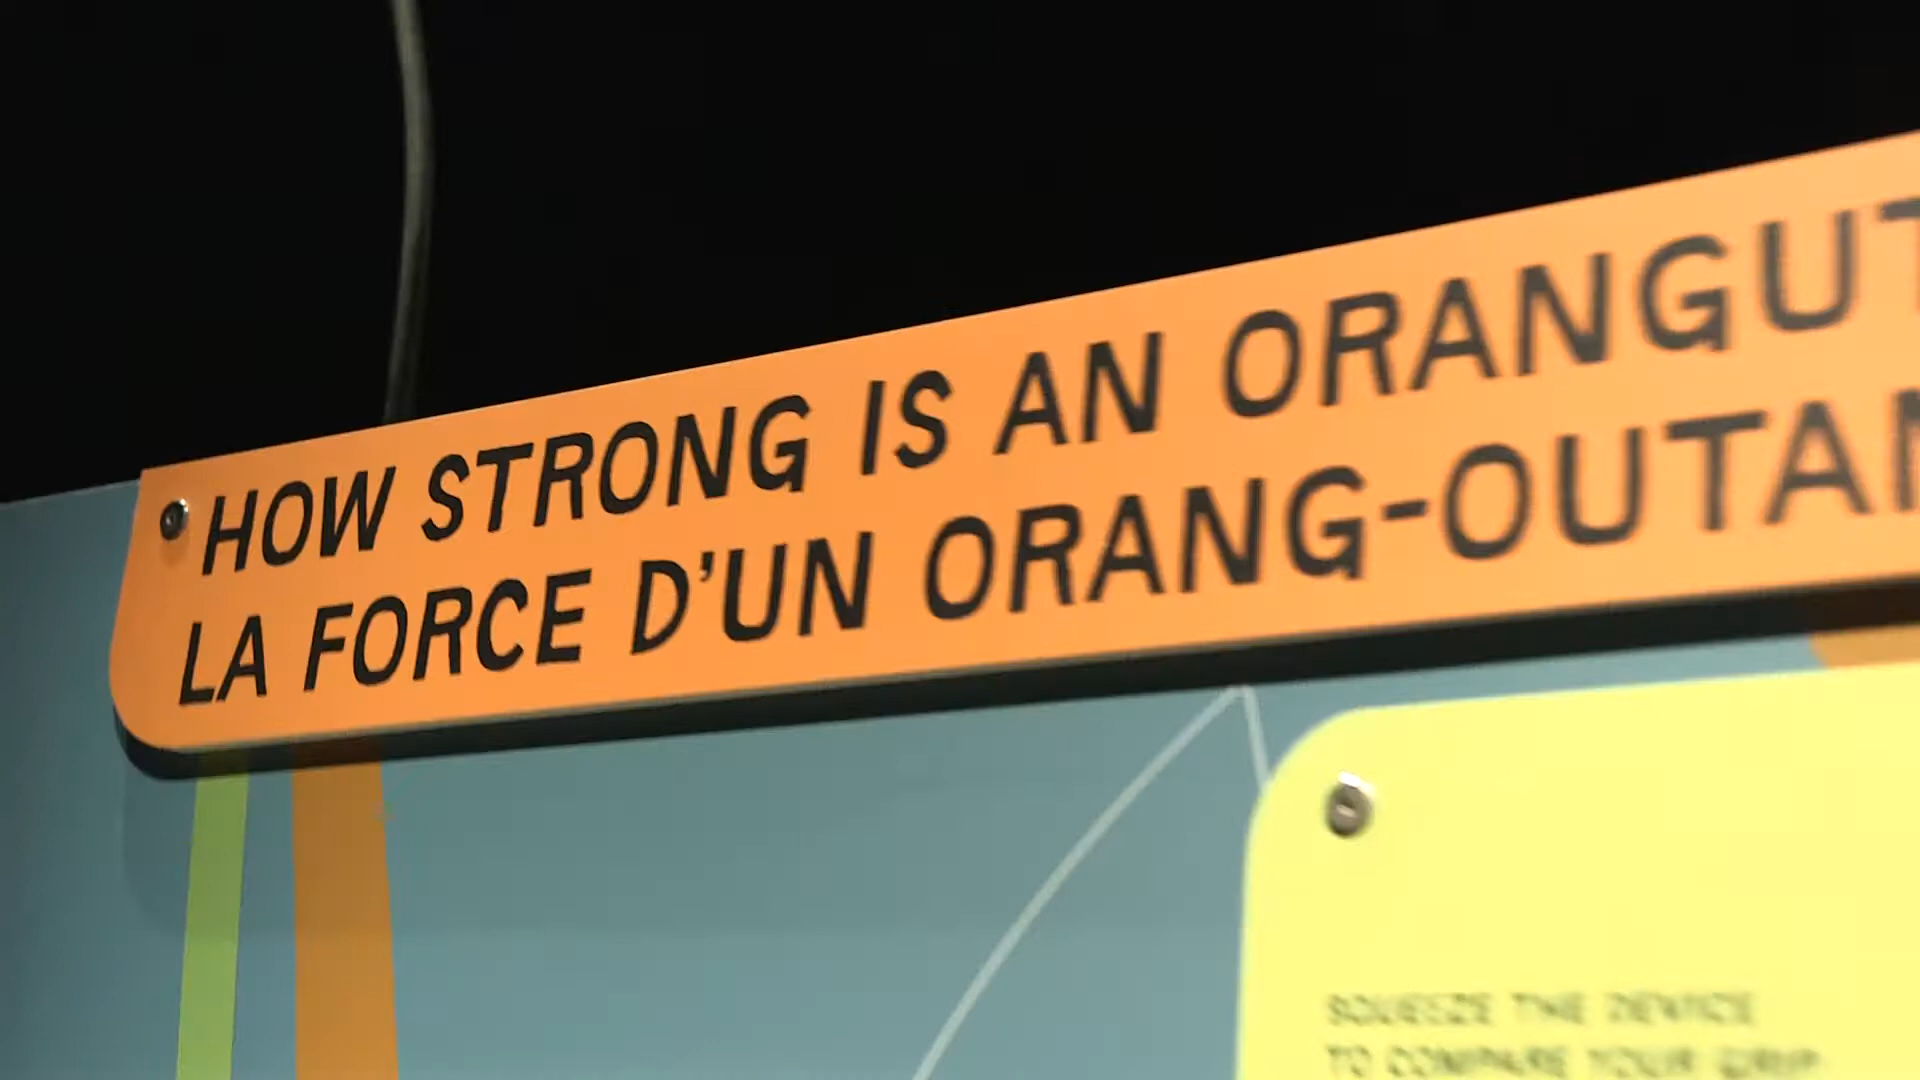 HOW STRONG IS AN ORANGUT
LA FORCE D'UN ORANG-OUTAN
SQUEEZE THE DEVICE
TO COMPARE YOUR GRIP